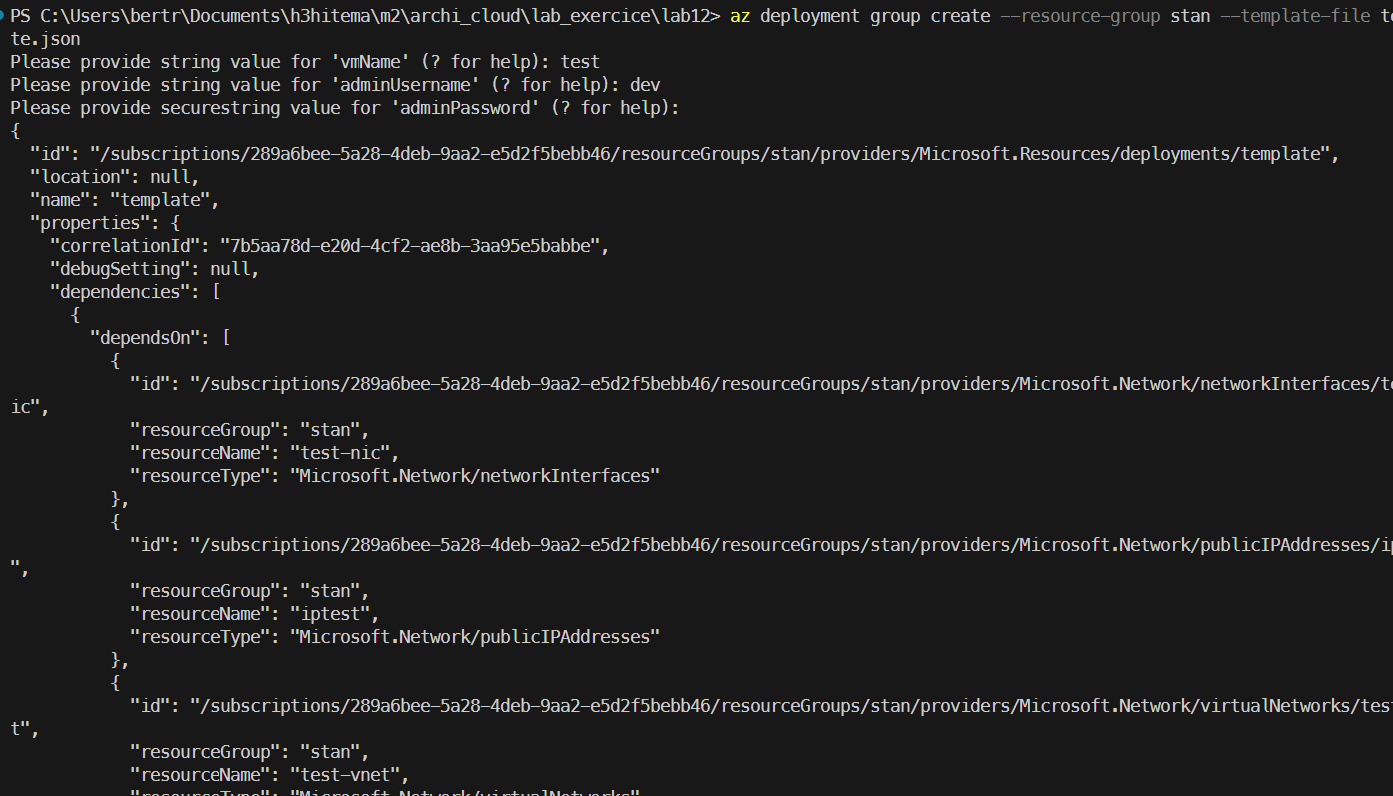 PS C:\Users\bertr\Documents\h3hitema\m2\archi_cloud\lab_exercice\lab12> az deployment group create --resource-group stan --template-file te
te.json
Please provide string value for 'vmName' (? for help): test
Please provide string value for 'adminUsername' (? for help): dev
Please provide securestring value for 'adminPassword' (? for help):
{
"id": "/subscriptions/289a6bee-5a28-4deb-9aa2-e5d2f5bebb46/resourceGroups/stan/providers/Microsoft.Resources/deployments/template",
"location": null,
"name": "template",
"properties": {
"correlationId": "7b5aa78d-e20d-4cf2-ae8b-3aa95e5babbe",
"debugSetting": null,
"dependencies": [
{
"dependsOn": [
{
"id": "/subscriptions/289a6bee-5a28-4deb-9aa2-e5d2f5bebb46/resourceGroups/stan/providers/Microsoft.Network/networkInterfaces/te
ic",
"resourceGroup": "stan",
"resourceName": "test-nic",
"resourceType": "Microsoft.Network/networkInterfaces"
},
{
"id": "/subscriptions/289a6bee-5a28-4deb-9aa2-e5d2f5bebb46/resourceGroups/stan/providers/Microsoft.Network/publicIPAddresses/ip
",
"resourceGroup": "stan",
"resourceName": "iptest",
"resourceType": "Microsoft.Network/publicIPAddresses"
},
{
"id": "/subscriptions/289a6bee-5a28-4deb-9aa2-e5d2f5bebb46/resourceGroups/stan/providers/Microsoft.Network/virtualNetworks/tes
t",
"resourceGroup": "stan",
"resourceName": "test-vnet",
"resourceType": "Microsoft.Network/virtualNetworks"